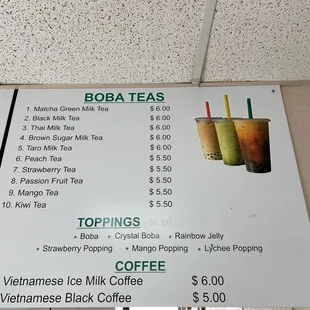 BOBA TEAS
1. Matcha Green Milk Tea $ 6.00
2. Black Milk Tea $ 6.00
3. Thai Milk Tea $ 6.00
4. Brown Sugar Milk Tea $ 6.00
5. Taro Milk Tea $ 6.00
6. Peach Tea $ 5.50
7. Strawberry Tea $ 5.50
8. Passion Fruit Tea $ 5.50
9. Mango Tea $ 5.50
10. Kiwi Tea $ 5.50
TOPPINGS
• Boba • Crystal Boba • Rainbow Jelly
• Strawberry Popping • Mango Popping • Lychee Popping
COFFEE
Vietnamese Ice Milk Coffee $ 6.00
Vietnamese Black Coffee $ 5.00